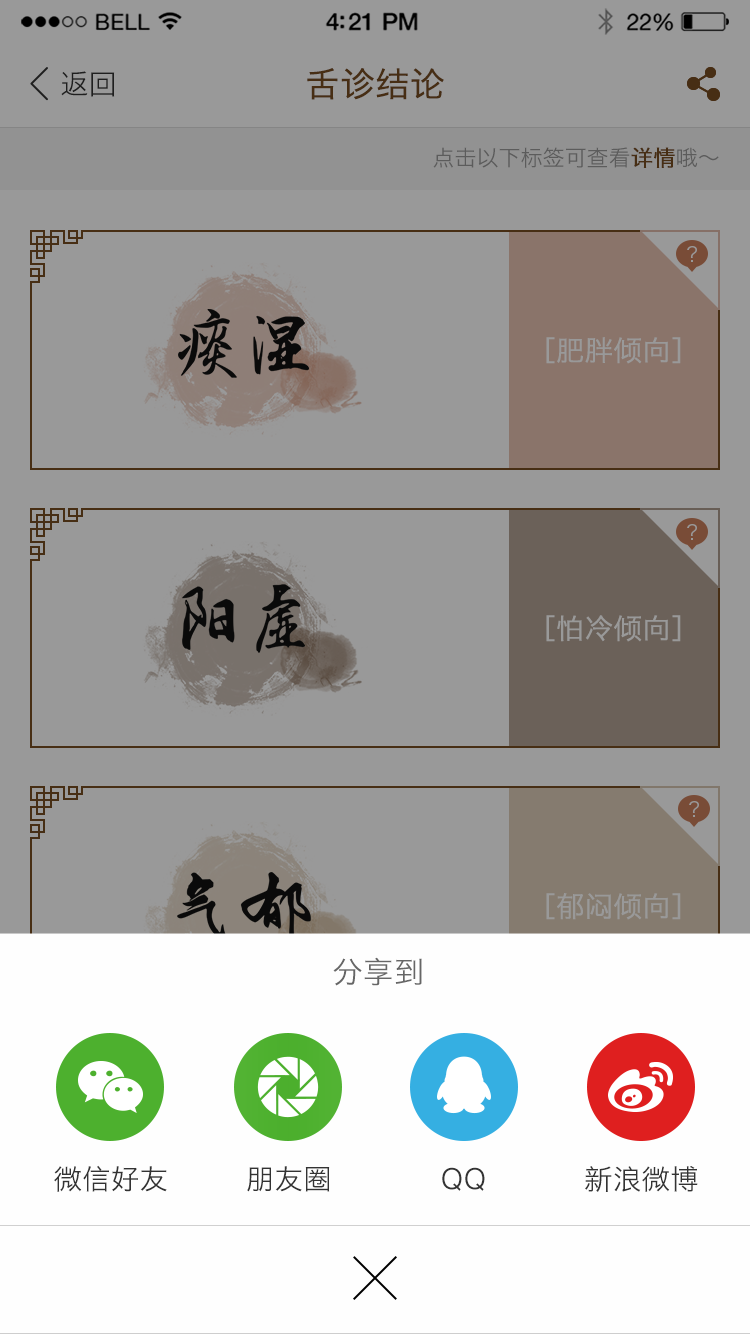 ●●●○○ BELL 4:21 PM 22%
返回 舌诊结论
点击以下标签可查看详情哦～
痰湿 [肥胖倾向] ?
阳虚 [怕冷倾向] ?
气郁 [郁闷倾向] ?
分享到
微信好友 朋友圈 QQ 新浪微博